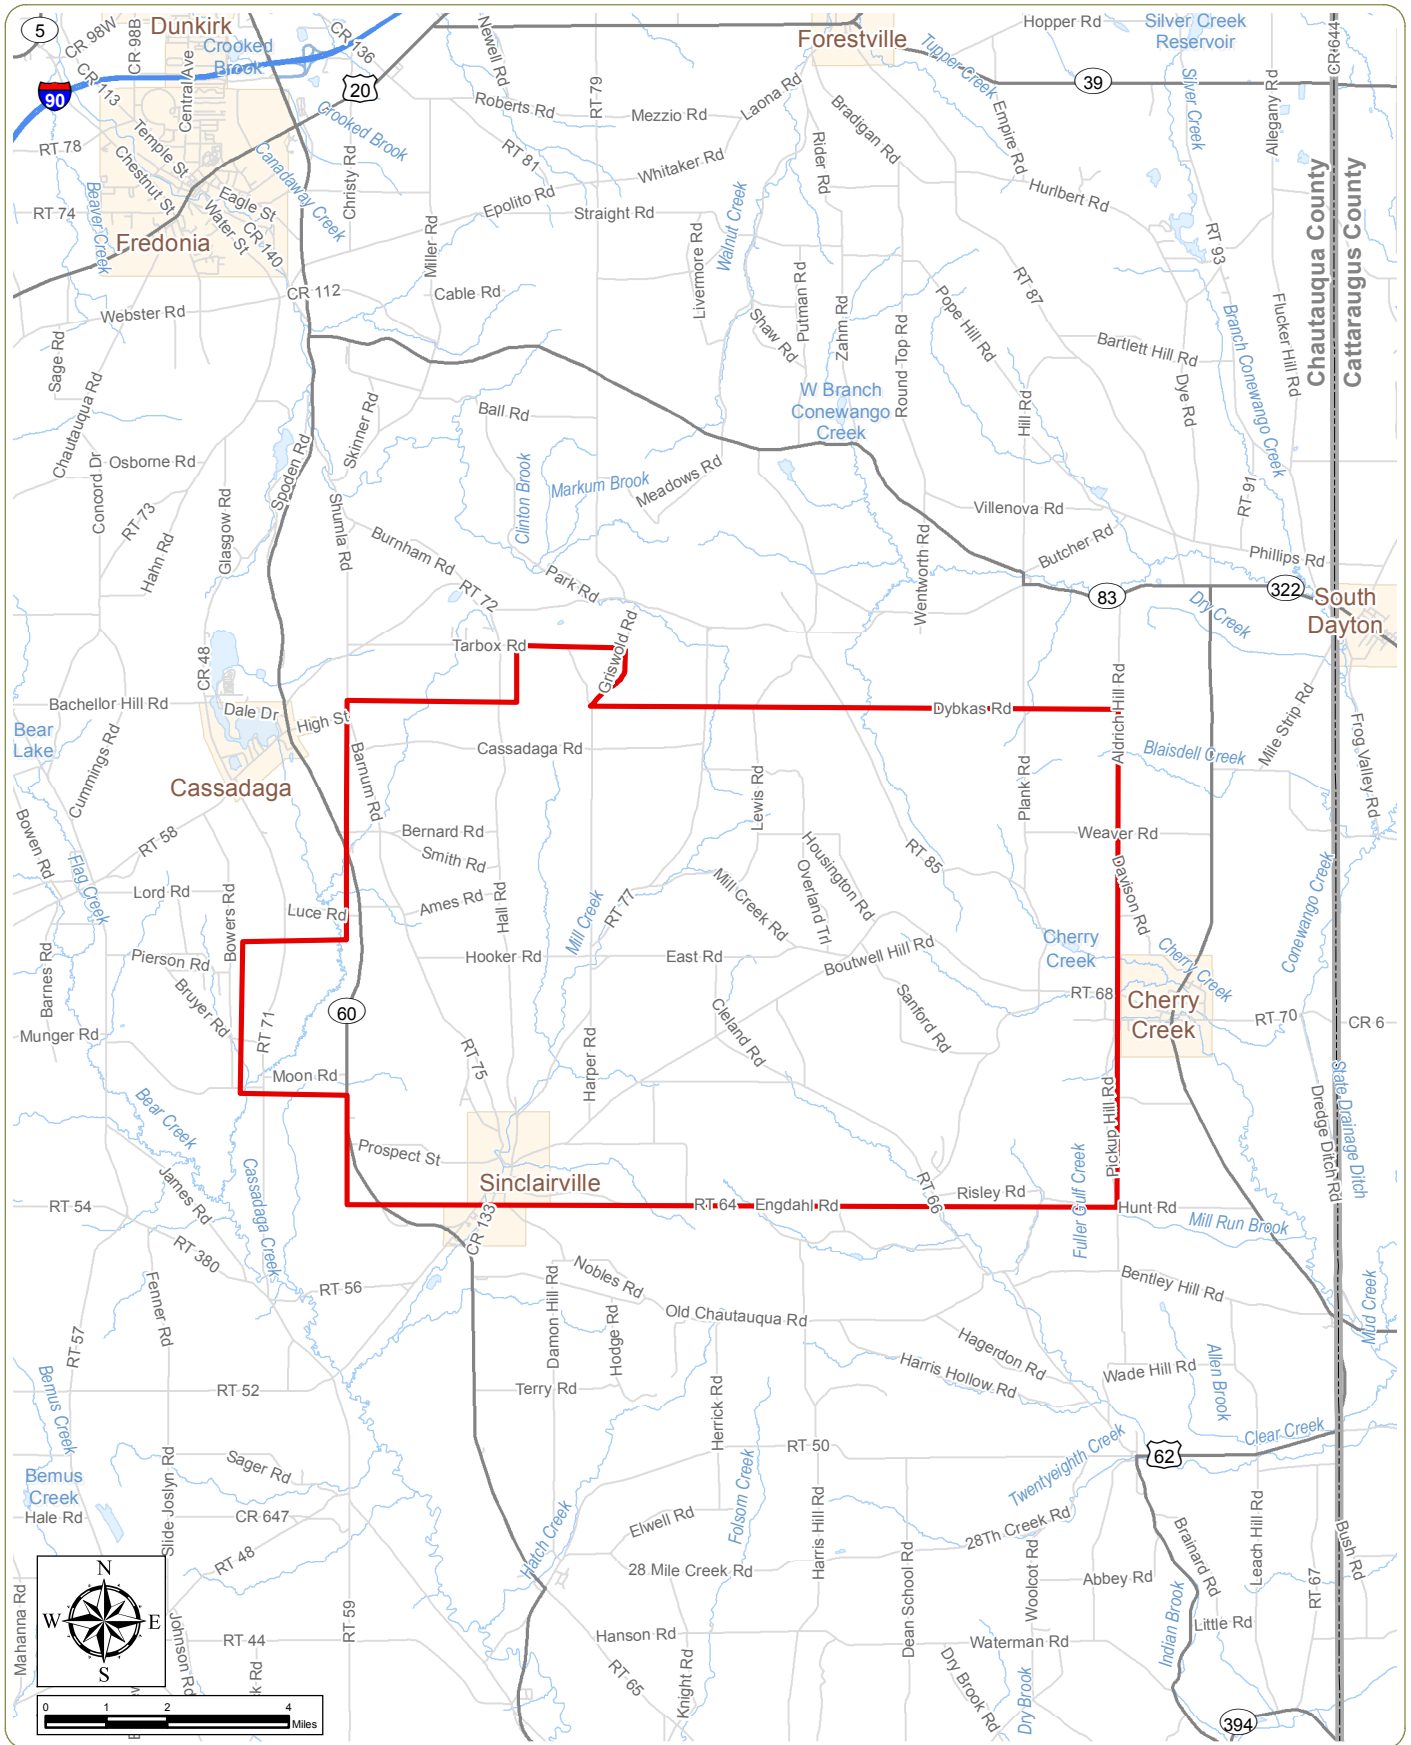 5
CR 98W
CR 98B
Dunkirk
Crooked
Brook
CR 136
Newell Rd
Forestville
Tupper Creek
Hopper Rd
Silver Creek
Reservoir
CR 644
90
CR 113
Central Ave
20
RT 79
39
Roberts Rd
Mezzio Rd
Laona Rd
Bradigan Rd
Empire Rd
Silver Creek
Allegany Rd
Crooked Brook
Temple St
RT 78
Chestnut St
Canadaway Creek
Christy Rd
RT 81
Whitaker Rd
Rider Rd
Hurlbert Rd
Chautauqua County
Cattaraugus County
Beaver Creek
RT 74
Eagle St
Water St
CR 140
Fredonia
Miller Rd
Epolito Rd
Straight Rd
Livermore Rd
Walnut Creek
Putman Rd
Zahm Rd
RT 93
RT 87
Webster Rd
CR 112
Cable Rd
Shaw Rd
Round Top Rd
Pope Hill Rd
Branch Conewango Creek
Flucker Hill Rd
Sage Rd
Bartlett Hill Rd
Dye Rd
Chautauqua Rd
Skinner Rd
Ball Rd
W Branch
Conewango
Creek
Hill Rd
Osborne Rd
Concord Dr
RT 73
Hahn Rd
Glasgow Rd
Spoden Rd
Shumla Rd
Clinton Brook
Markum Brook
Meadows Rd
Villenova Rd
RT 91
Burnham Rd
RT 72
Park Rd
Wentworth Rd
Butcher Rd
Phillips Rd
83
322
South
Dayton
Dry Creek
Tarbox Rd
Griswold Rd
CR 48
Bachellor Hill Rd
Dale Dr
High St
Dybkas Rd
Aldrich Hill Rd
Mile Strip Rd
Frog Valley Rd
Bear
Lake
Cummings Rd
Cassadaga
Barnum Rd
Cassadaga Rd
Blaisdell Creek
Lewis Rd
Plank Rd
Bowen Rd
RT 58
Bernard Rd
Smith Rd
Housington Rd
RT 85
Weaver Rd
Flag Creek
Lord Rd
Bowers Rd
Luce Rd
Ames Rd
Hall Rd
Mill Creek
RT 77
Mill Creek Rd
Overland Trl
Davison Rd
Conewango Creek
Barnes Rd
Pierson Rd
Bruyer Rd
Hooker Rd
East Rd
Boutwell Hill Rd
Cherry
Creek
Cherry Creek
60
Cleland Rd
Sanford Rd
RT 68
Cherry
Creek
Munger Rd
RT 71
RT 70
CR 6
Moon Rd
RT 75
Harper Rd
Pickup Hill Rd
State Drainage Ditch
Dredge Ditch Rd
Bear Creek
Prospect St
Sinclairville
James Rd
Cassadaga Creek
RT 54
CR 133
RT 64
Engdahl Rd
RT 66
Risley Rd
Fuller Gulf Creek
Hunt Rd
Mill Run Brook
RT 380
Fenner Rd
RT 56
Nobles Rd
Damon Hill Rd
Hodge Rd
Old Chautauqua Rd
Bentley Hill Rd
Mud Creek
RT 57
Bemus Creek
RT 52
Terry Rd
Herrick Rd
Hagerdon Rd
Harris Hollow Rd
Wade Hill Rd
Allen Brook
Clear Creek
RT 50
62
Twentyeighth Creek
Bemus
Creek
Hale Rd
Slide Joslyn Rd
Sager Rd
CR 647
RT 48
Hatch Creek
Elwell Rd
Folsom Creek
28 Mile Creek Rd
Harris Hill Rd
28Th Creek Rd
Dean School Rd
Woolcot Rd
Abbey Rd
Brainard Rd
Leach Hill Rd
RT 67
Bush Rd
N
W E
S
Mahanna Rd
Johnson Rd
RT 44
ck Rd
RT 59
RT 65
Hanson Rd
Knight Rd
Waterman Rd
Dry Brook Rd
Dry Brook
Indian Brook
Little Rd
394
0 1 2 4
Miles